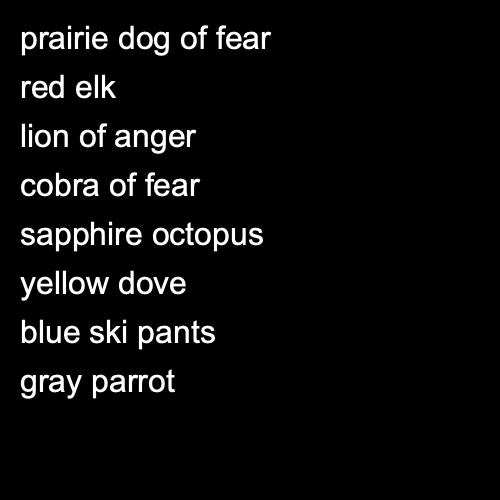 prairie dog of fear
red elk
lion of anger
cobra of fear
sapphire octopus
yellow dove
blue ski pants
gray parrot